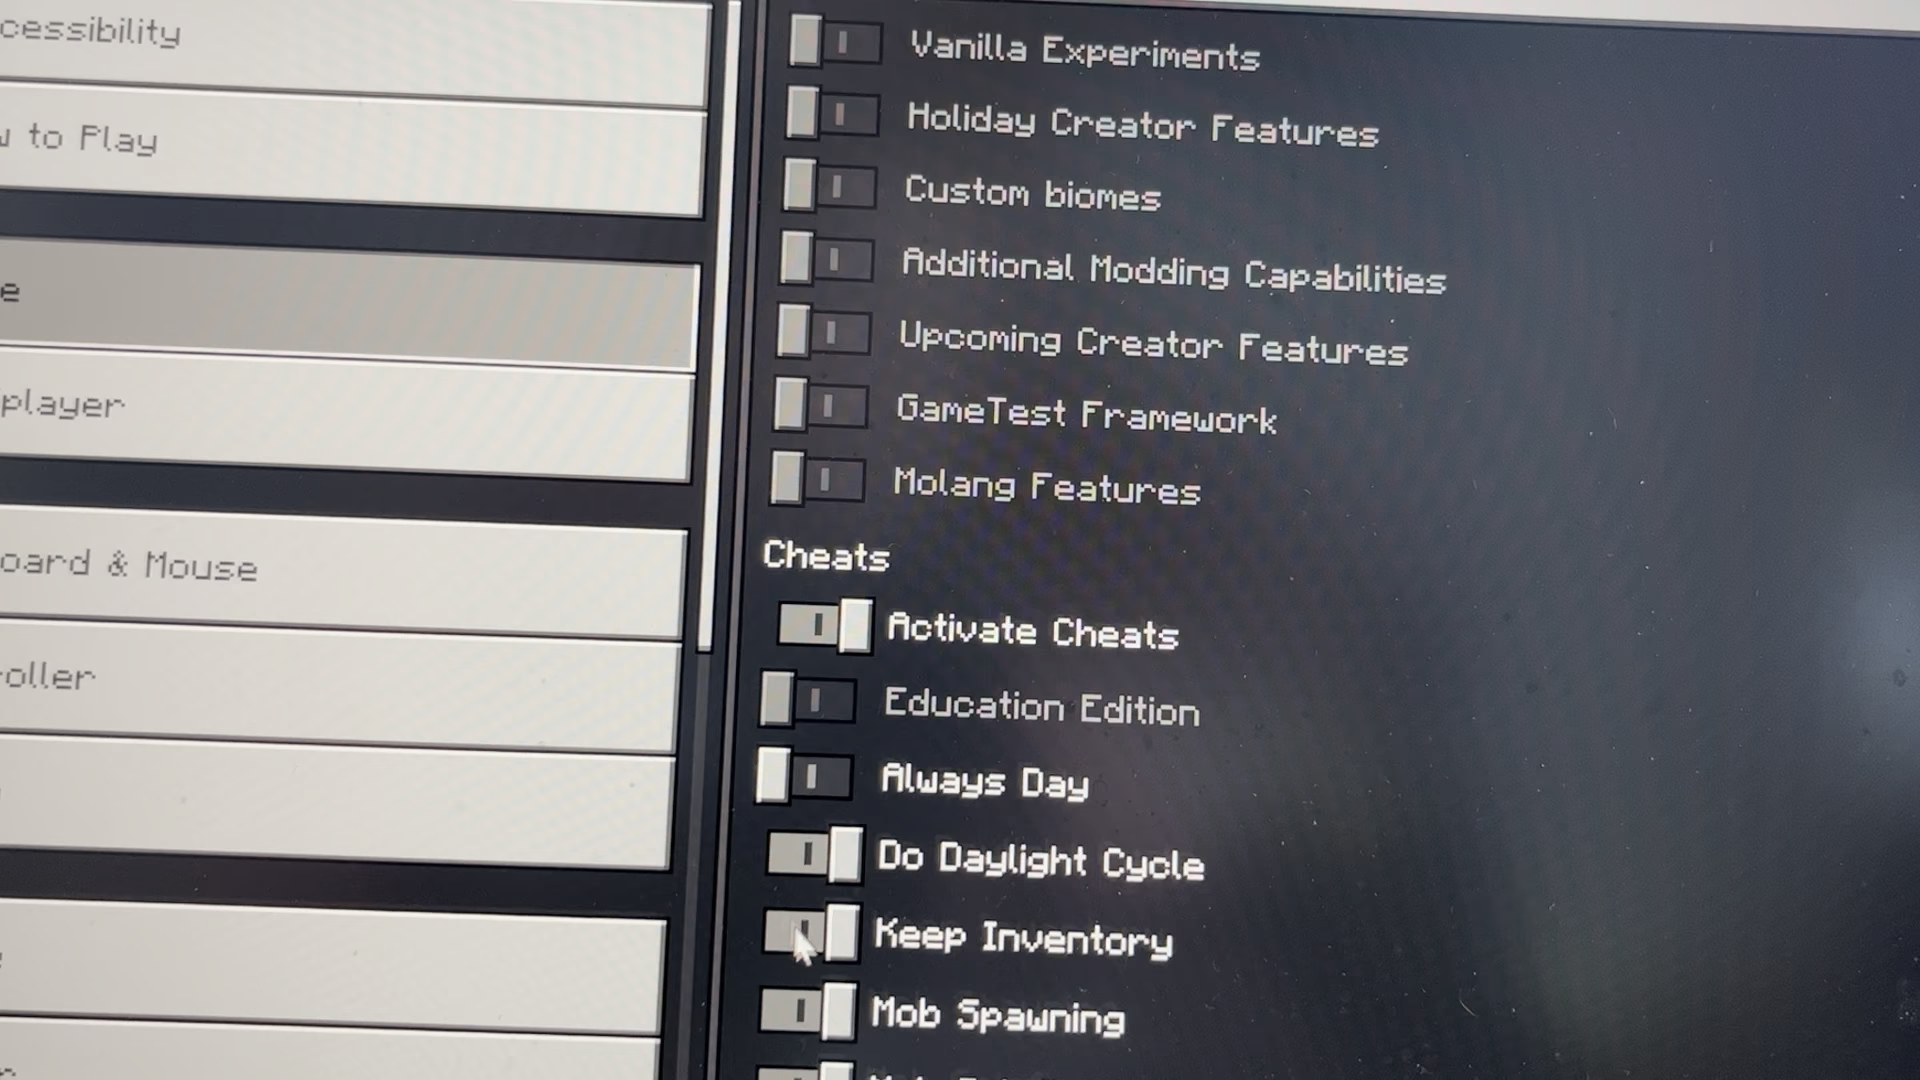 cessibility
to Play
player
oard & Mouse
oller
Vanilla Experiments
Holiday Creator Features
Custom biomes
Additional Modding Capabilities
Upcoming Creator Features
GameTest Framework
Molang Features
Cheats
Activate Cheats
Education Edition
Always Day
Do Daylight Cycle
Keep Inventory
Mob Spawning